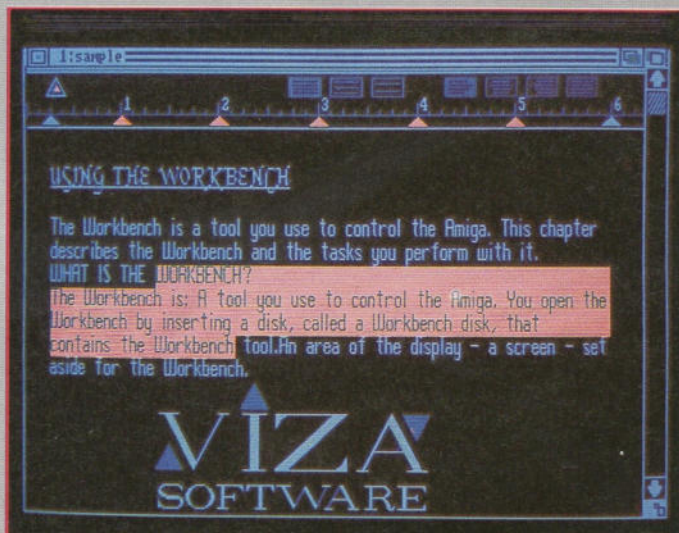 1:sample
1 2 3 4 5 6
USING THE WORKBENCH
The Workbench is a tool you use to control the Amiga. This chapter
describes the Workbench and the tasks you perform with it.
WHAT IS THE WORKBENCH?
The Workbench is: A tool you use to control the Amiga. You open the
Workbench by inserting a disk, called a Workbench disk, that
contains the Workbench tool.An area of the display - a screen - set
aside for the Workbench.
VIZA
SOFTWARE